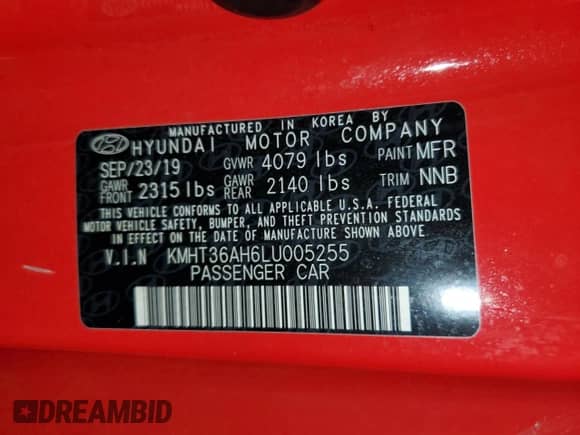 MANUFACTURED IN KOREA BY
HYUNDAI MOTOR COMPANY
SEP/23/19 GVWR 4079 lbs PAINT MFR
GAWR FRONT 2315 lbs GAWR REAR 2140 lbs TRIM NNB
THIS VEHICLE CONFORMS TO ALL APPLICABLE U.S.A. FEDERAL
MOTOR VEHICLE SAFETY, BUMPER, AND THEFT PREVENTION STANDARDS
IN EFFECT ON THE DATE OF MANUFACTURE SHOWN ABOVE
V.I.N KMHT36AH6LU005255
PASSENGER CAR
DREAMBID